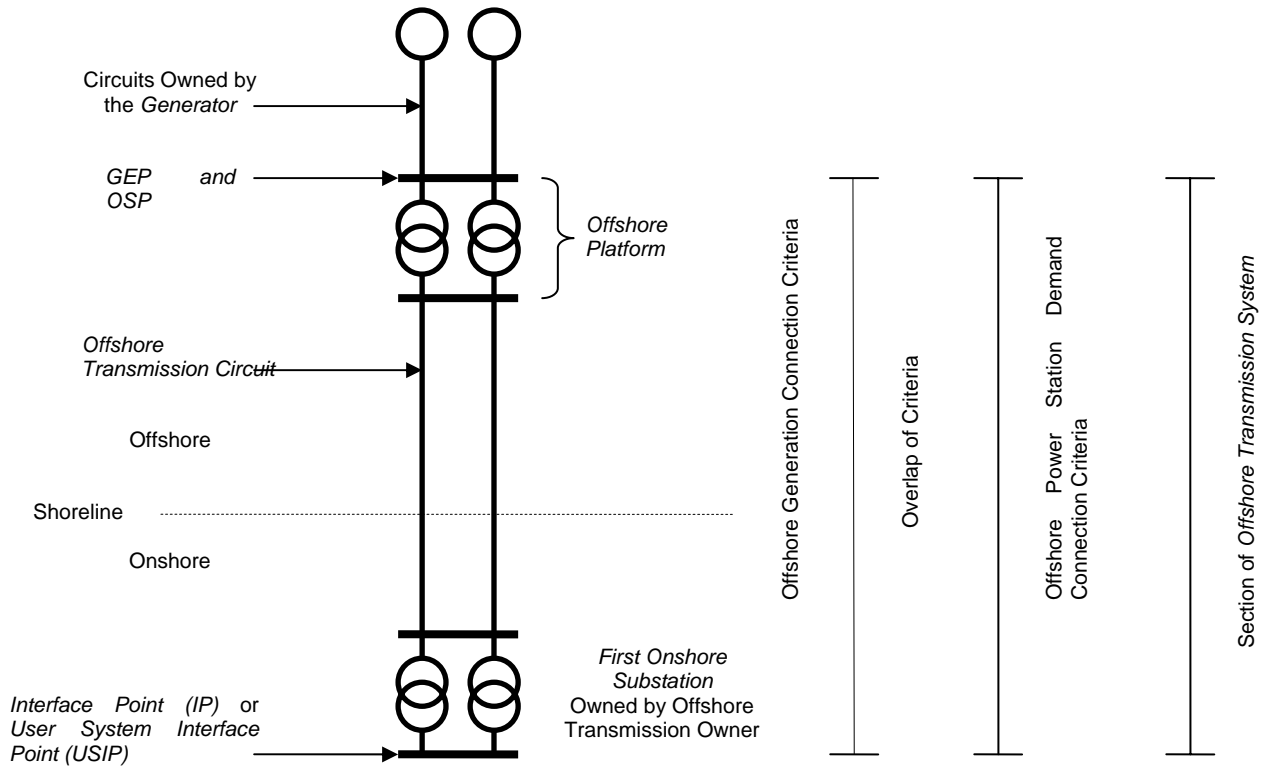 Circuits Owned by
the Generator
GEP and
OSP
Offshore
Platform
Offshore
Transmission Circuit
Offshore
Shoreline
Onshore
First Onshore
Substation
Owned by Offshore
Transmission Owner
Interface Point (IP) or
User System Interface
Point (USIP)
Offshore Generation Connection Criteria
Overlap of Criteria
Offshore Power Station Demand
Connection Criteria
Section of Offshore Transmission System